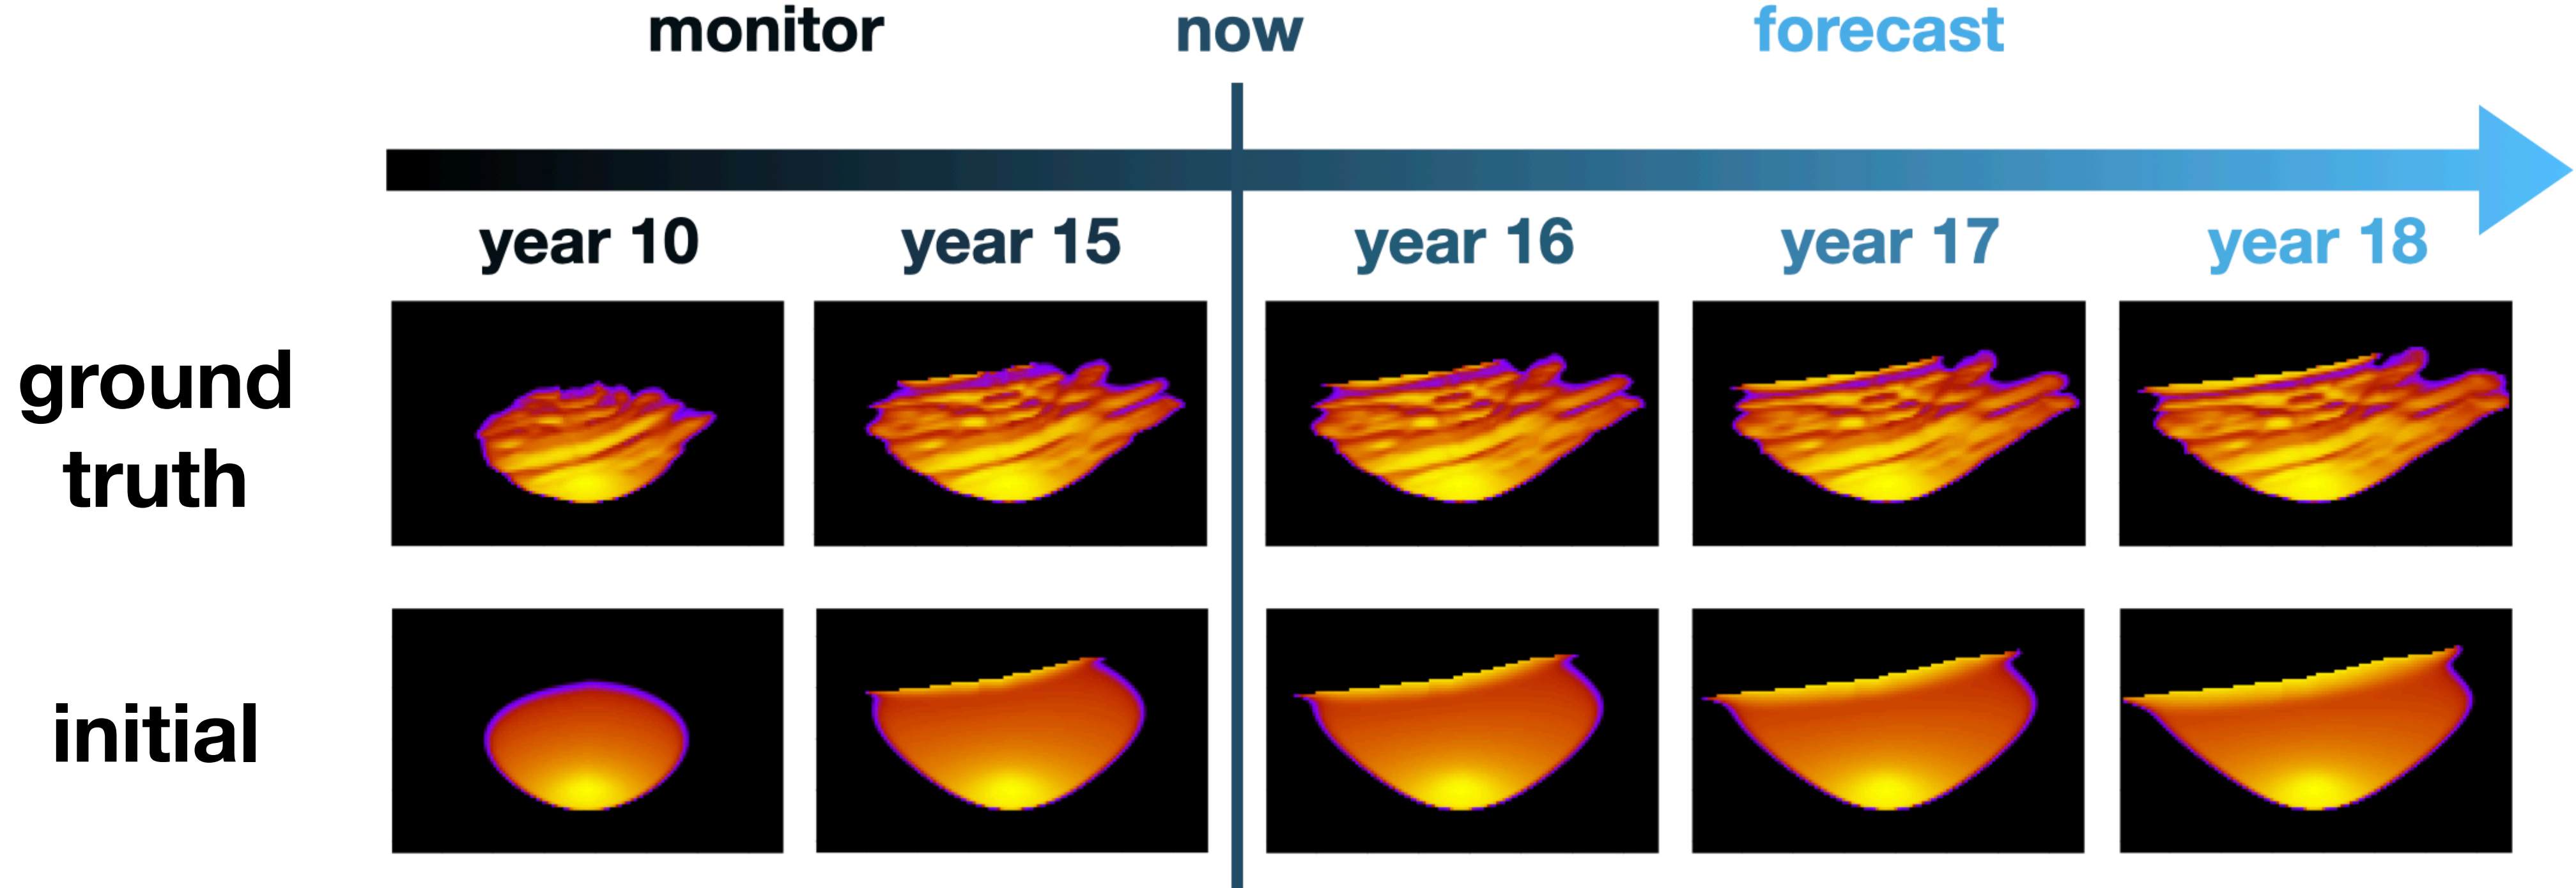 monitor now forecast
year 10 year 15 year 16 year 17 year 18
ground
truth
initial